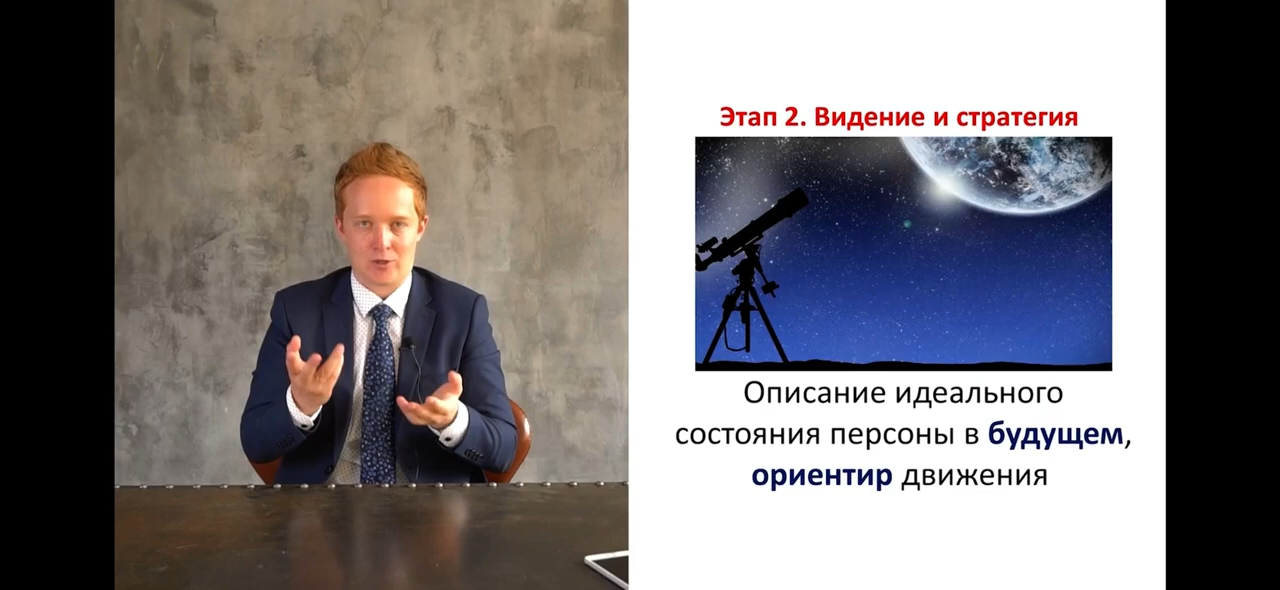 Этап 2. Видение и стратегия
Описание идеального
состояния персоны в будущем,
ориентир движения